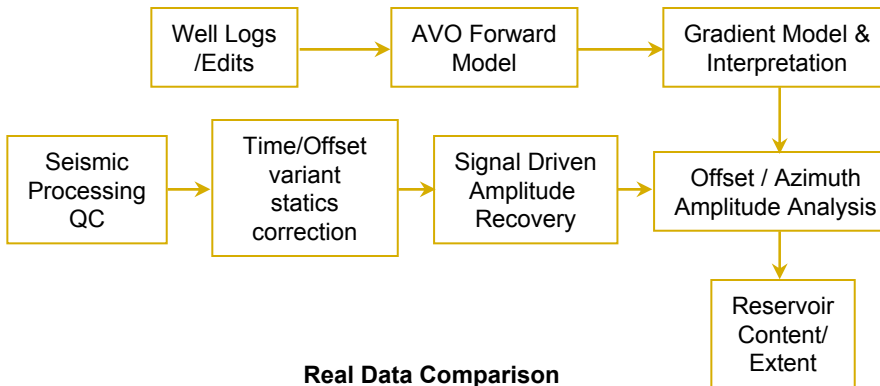 Well Logs
/Edits
AVO Forward
Model
Gradient Model &
Interpretation
Seismic
Processing
QC
Time/Offset
variant
statics
correction
Signal Driven
Amplitude
Recovery
Offset / Azimuth
Amplitude Analysis
Reservoir
Content/
Extent
Real Data Comparison